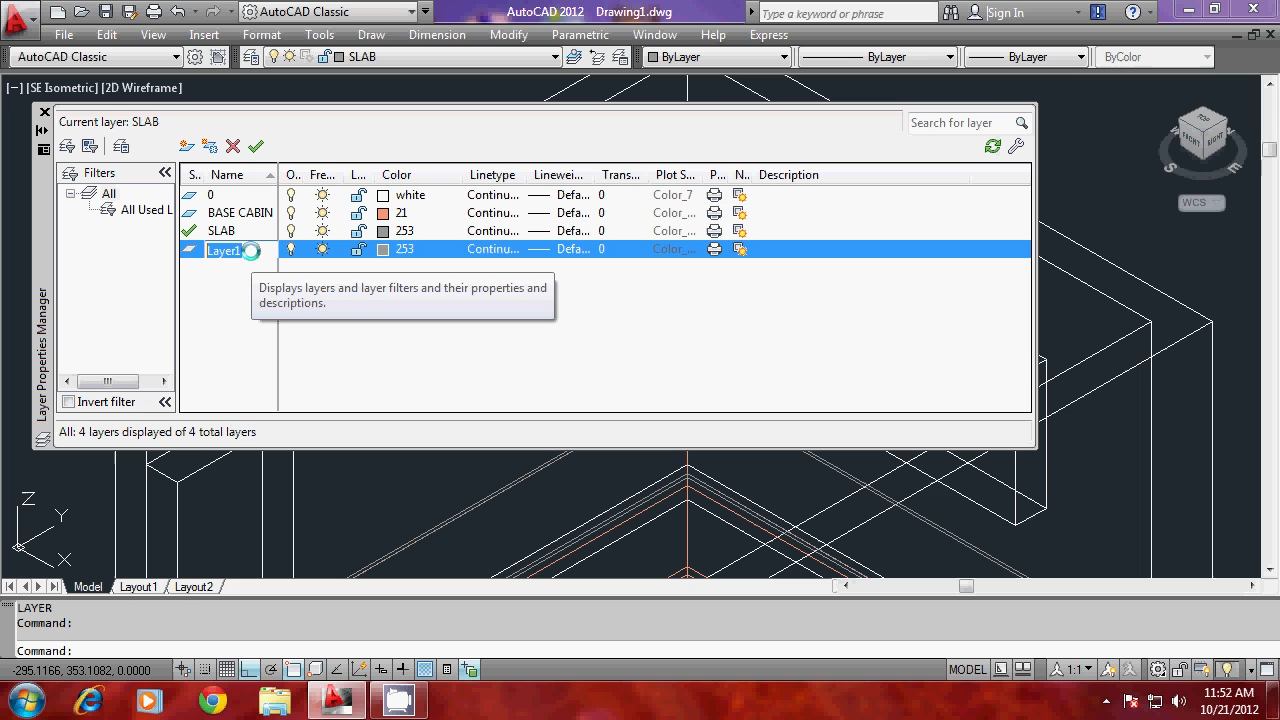 AutoCAD Classic
AutoCAD 2012 Drawing1.dwg
Type a keyword or phrase
Sign In
File Edit View Insert Format Tools Draw Dimension Modify Parametric Window Help Express
AutoCAD Classic
SLAB
ByLayer
ByLayer
ByLayer
ByColor
[−] [SE Isometric] [2D Wireframe]
Current layer: SLAB
Search for layer
Filters
All
All Used L
Invert filter
S.. Name O.. Fre... L... Color Linetype Linewei... Trans... Plot S... P... N.. Description
0 white Continu... Defa... 0 Color_7
BASE CABIN 21 Continu... Defa... 0 Color_...
SLAB 253 Continu... Defa... 0 Color_...
Layer1 253 Continu... Defa... 0 Color_...
Displays layers and layer filters and their properties and
descriptions.
All: 4 layers displayed of 4 total layers
Layer Properties Manager
TOP
FRONT
RIGHT
S
E
WCS
Z
Y
X
Model Layout1 Layout2
LAYER
Command:
Command:
-295.1166, 353.1082, 0.0000
MODEL
1:1
11:52 AM
10/21/2012